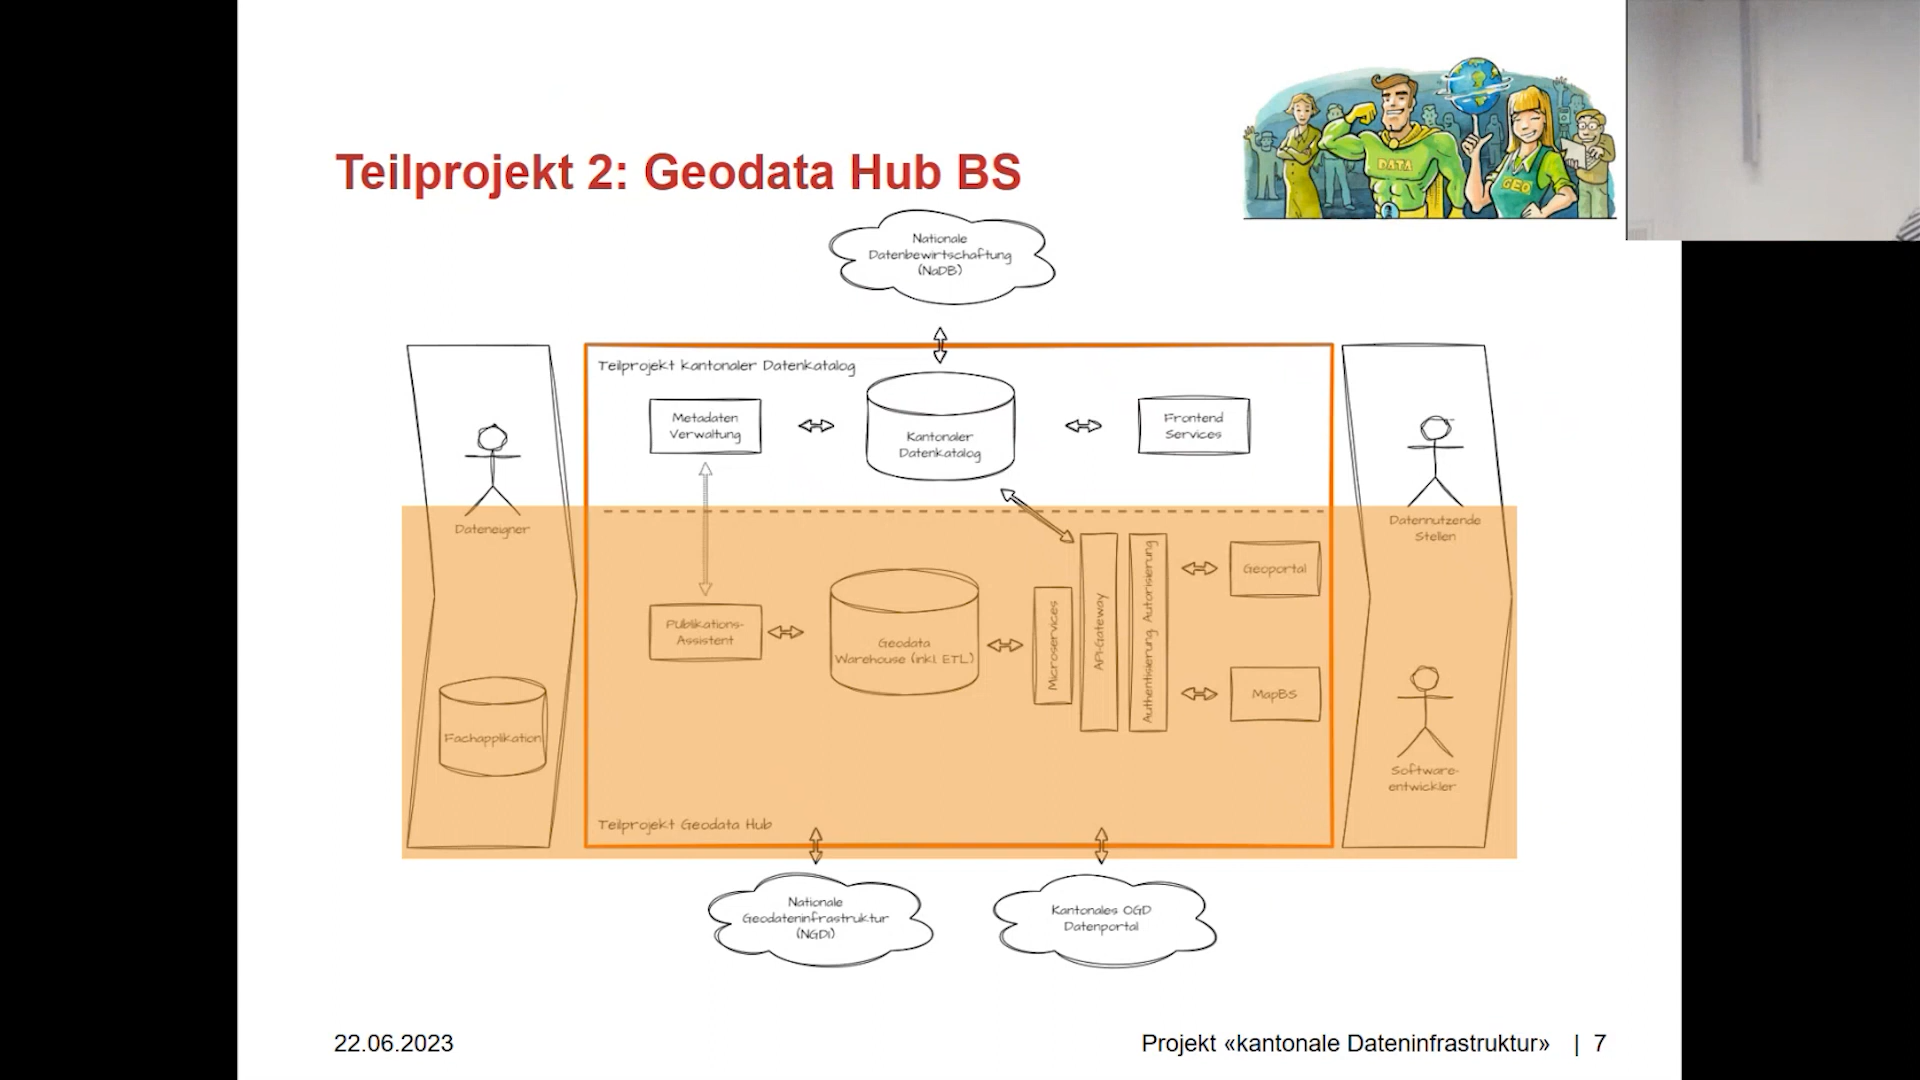 DATA
GEO
Teilprojekt 2: Geodata Hub BS
Nationale
Datenbewirtschaftung
(NaDB)
Teilprojekt kantonaler Datenkatalog
Metadaten
Verwaltung
Kantonaler
Datenkatalog
Frontend
Services
Dateneigner
Datennutzende
Stellen
Publikations-
Assistent
Geodata
Warehouse (inkl. ETL)
Microservices
API-Gateway
Authentisierung Autorisierung
Geoportal
MapBS
Fachapplikation
Software-
entwickler
Teilprojekt Geodata Hub
Nationale
Geodateninfrastruktur
(NGDI)
Kantonales OGD
Datenportal
22.06.2023
Projekt «kantonale Dateninfrastruktur» | 7